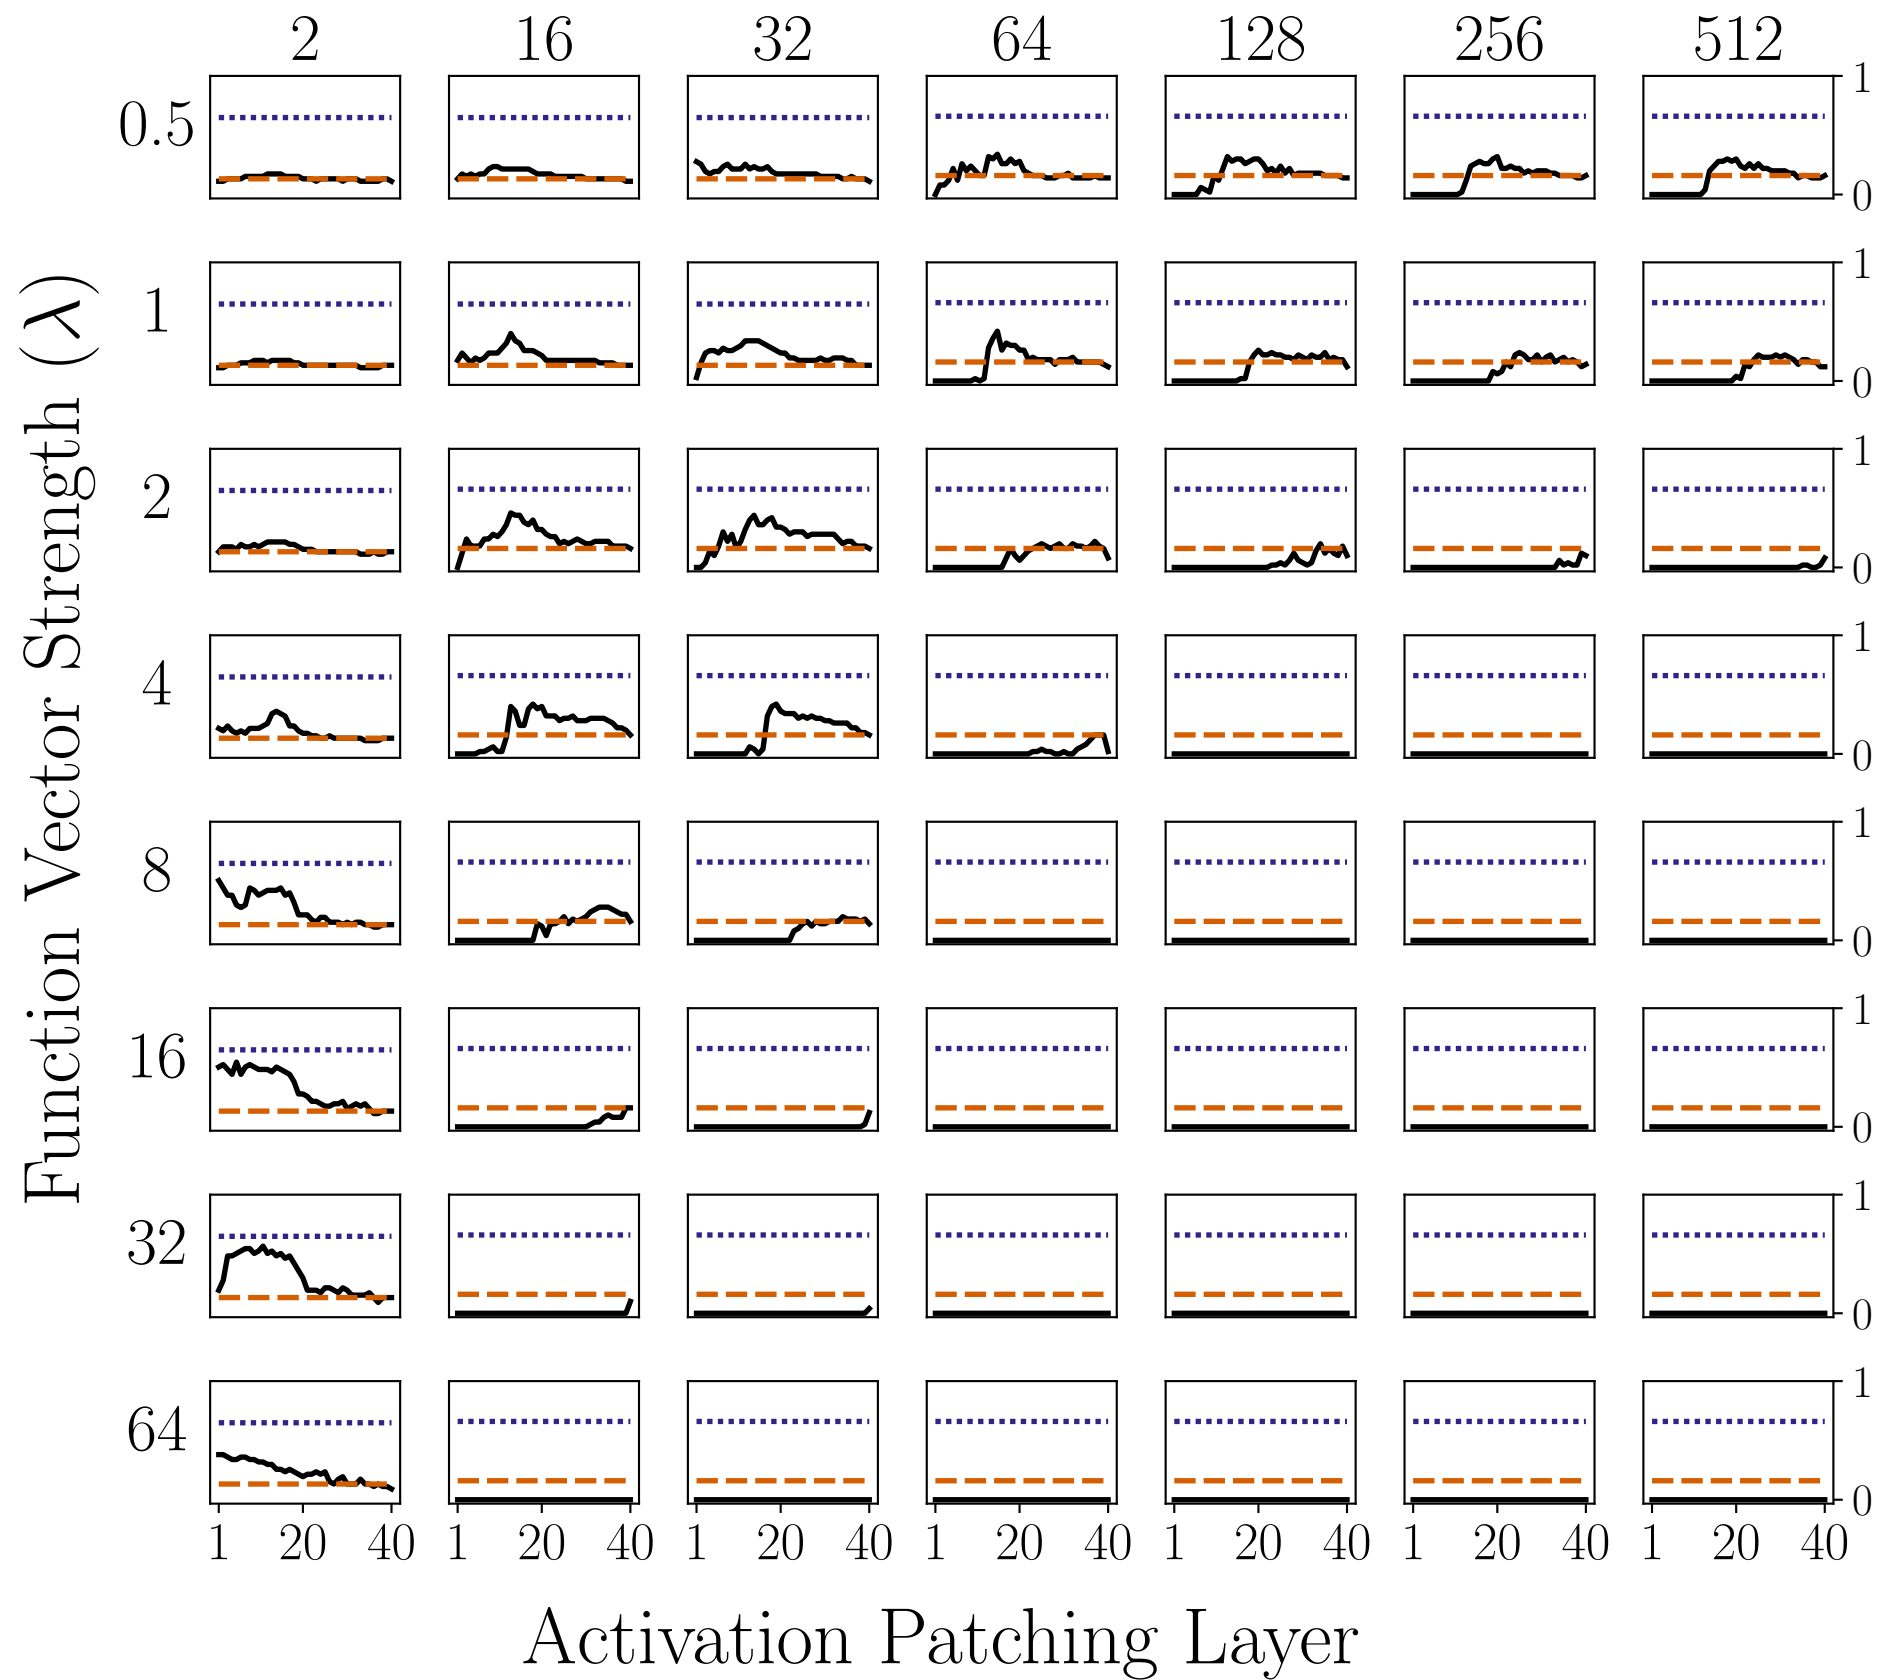 2 16 32 64 128 256 512
Function Vector Strength (λ)
0.5 1 0
1 1 0
2 1 0
4 1 0
8 1 0
16 1 0
32 1 0
64 1 0
1 20 40 1 20 40 1 20 40 1 20 40 1 20 40 1 20 40 1 20 40
Activation Patching Layer